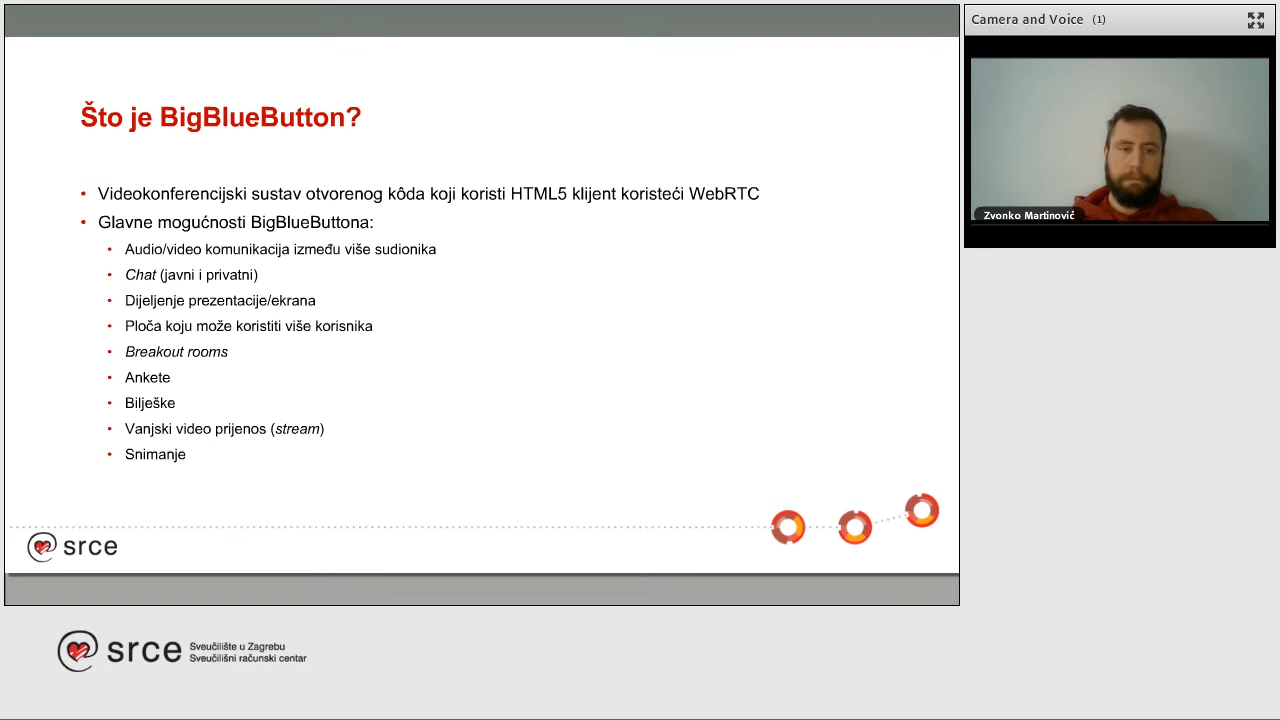 Što je BigBlueButton?
• Videokonferencijski sustav otvorenog kôda koji koristi HTML5 klijent koristeći WebRTC
• Glavne mogućnosti BigBlueButtona:
• Audio/video komunikacija između više sudionika
• Chat (javni i privatni)
• Dijeljenje prezentacije/ekrana
• Ploča koju može koristiti više korisnika
• Breakout rooms
• Ankete
• Bilješke
• Vanjski video prijenos (stream)
• Snimanje
srce
Camera and Voice (1)
Zvonko Martinović
srce
Sveučilište u Zagrebu
Sveučilišni računski centar